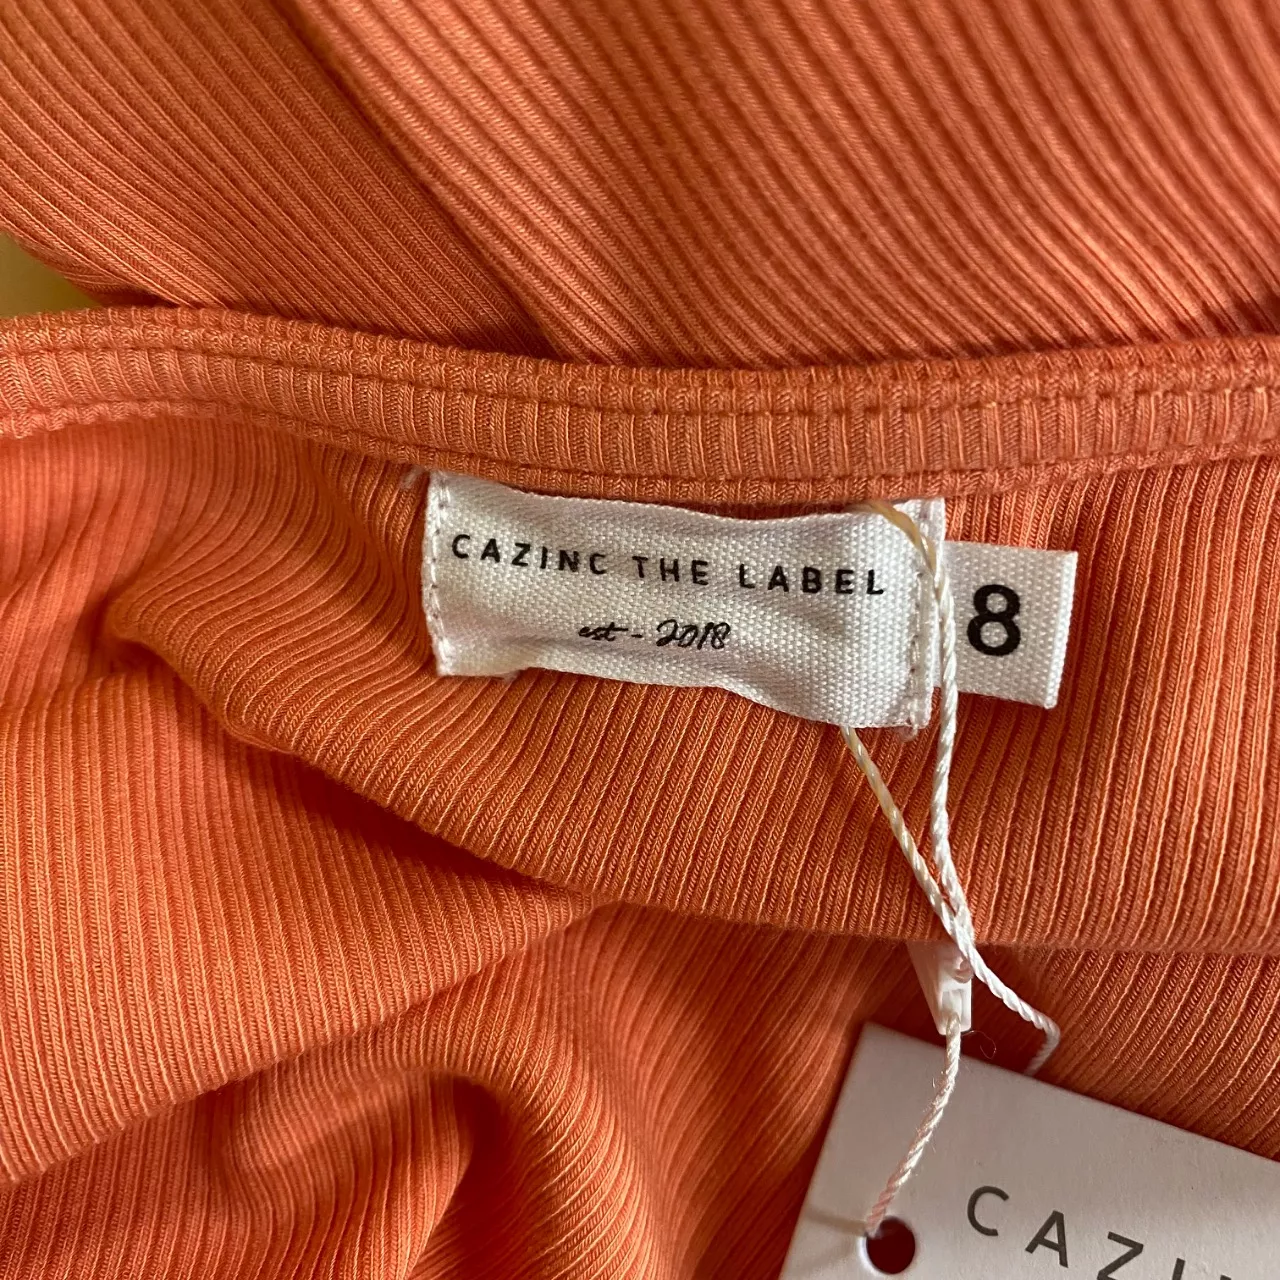 CAZINC THE LABEL
est - 2018
8
CAZI